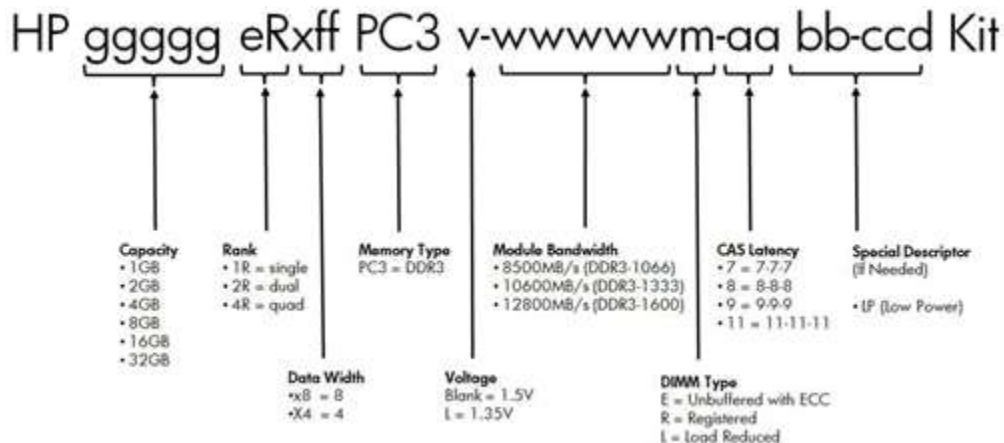 HP ggggg eRxff PC3 v-wwwwwm-aa bb-ccd Kit
Capacity
• 1GB
• 2GB
• 4GB
• 8GB
• 16GB
• 32GB
Rank
• 1R = single
• 2R = dual
• 4R = quad
Memory Type
PC3 = DDR3
Module Bandwidth
• 8500MB/s (DDR3-1066)
• 10600MB/s (DDR3-1333)
• 12800MB/s (DDR3-1600)
CAS Latency
• 7 = 7-7-7
• 8 = 8-8-8
• 9 = 9-9-9
• 11 = 11-11-11
Special Descriptor
(If Needed)
• LP (Low Power)
Data Width
•x8 = 8
•X4 = 4
Voltage
Blank = 1.5V
L = 1.35V
DIMM Type
E = Unbuffered with ECC
R = Registered
L = Load Reduced